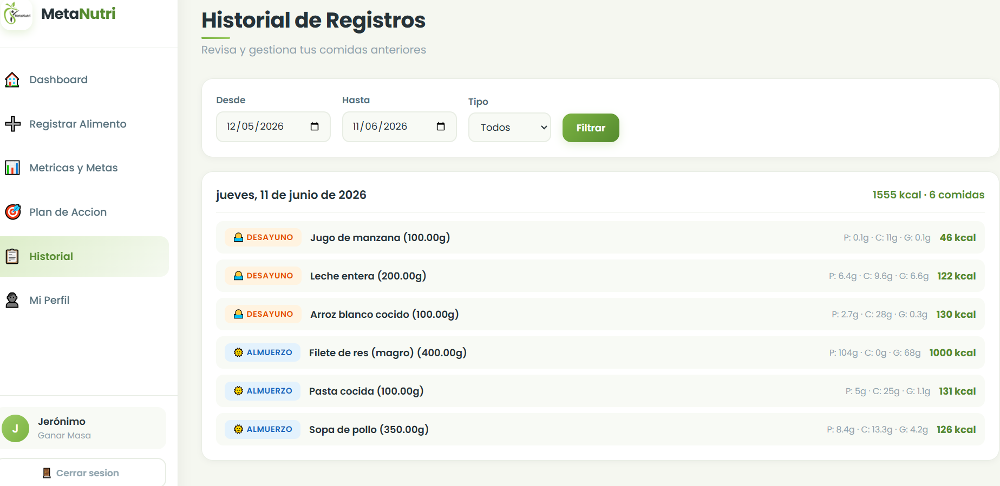 MetaNutri
MetaNutri
Dashboard
Registrar Alimento
Metricas y Metas
Plan de Accion
Historial
Mi Perfil
J
Jerónimo
Ganar Masa
Cerrar sesion
Historial de Registros
Revisa y gestiona tus comidas anteriores
Desde
12/05/2026
Hasta
11/06/2026
Tipo
Todos
Filtrar
jueves, 11 de junio de 2026 1555 kcal · 6 comidas
DESAYUNO Jugo de manzana (100.00g) P: 0.1g · C: 11g · G: 0.1g 46 kcal
DESAYUNO Leche entera (200.00g) P: 6.4g · C: 9.6g · G: 6.6g 122 kcal
DESAYUNO Arroz blanco cocido (100.00g) P: 2.7g · C: 28g · G: 0.3g 130 kcal
ALMUERZO Filete de res (magro) (400.00g) P: 104g · C: 0g · G: 68g 1000 kcal
ALMUERZO Pasta cocida (100.00g) P: 5g · C: 25g · G: 1.1g 131 kcal
ALMUERZO Sopa de pollo (350.00g) P: 8.4g · C: 13.3g · G: 4.2g 126 kcal